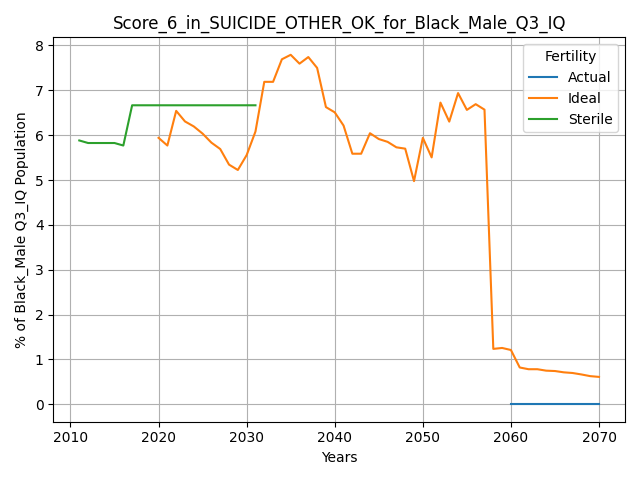 Score_6_in_SUICIDE_OTHER_OK_for_Black_Male_Q3_IQ
% of Black_Male Q3_IQ Population
8
7
6
5
4
3
2
1
0
Fertility
Actual
Ideal
Sterile
2010 2020 2030 2040 2050 2060 2070
Years